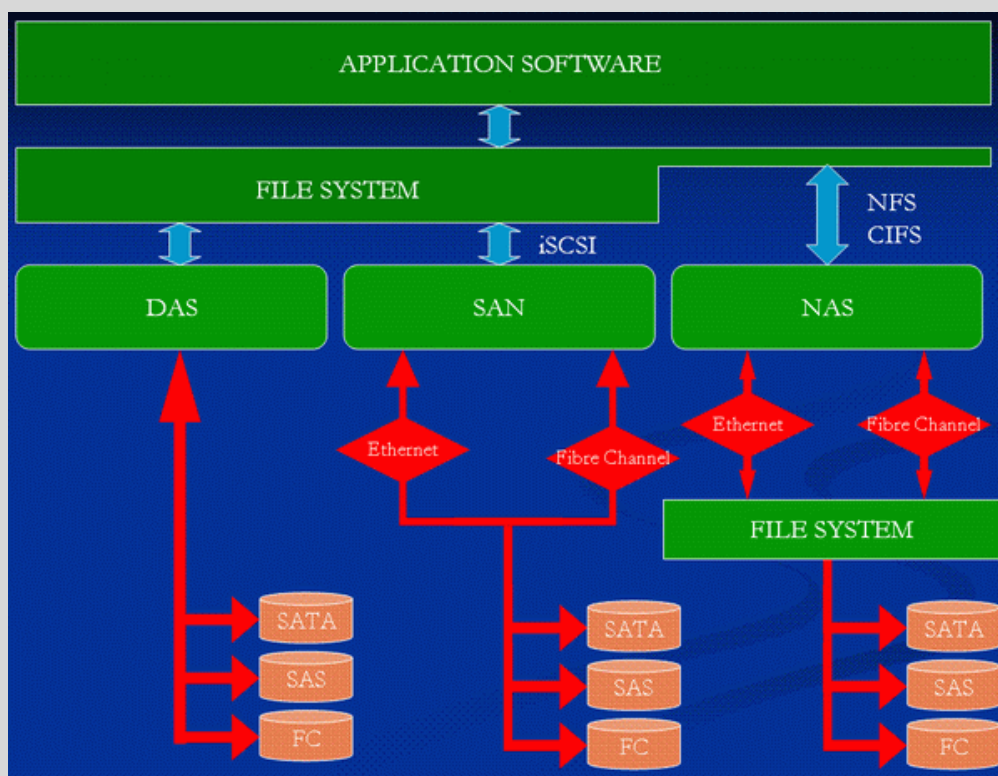 APPLICATION SOFTWARE
FILE SYSTEM
NFS
CIFS
iSCSI
DAS
SAN
NAS
Ethernet
Fibre Channel
Ethernet
Fibre Channel
FILE SYSTEM
SATA
SAS
FC
SATA
SAS
FC
SATA
SAS
FC